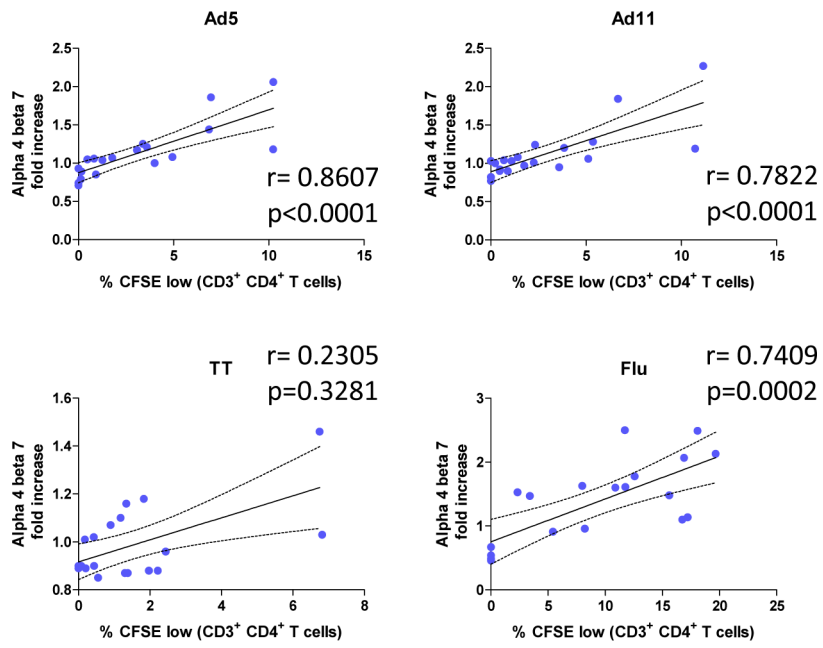 Ad5
2.5
2.0
1.5
1.0
0.5
0.0
0
5
10
15
Alpha 4 beta 7
fold increase
% CFSE low (CD3⁺ CD4⁺ T cells)
r= 0.8607
p<0.0001
Ad11
2.5
2.0
1.5
1.0
0.5
0.0
0
5
10
15
Alpha 4 beta 7
fold increase
% CFSE low (CD3⁺ CD4⁺ T cells)
r= 0.7822
p<0.0001
TT
r= 0.2305
p=0.3281
1.6
1.4
1.2
1.0
0.8
0
2
4
6
8
Alpha 4 beta 7
fold increase
% CFSE low (CD3⁺ CD4⁺ T cells)
Flu
r= 0.7409
p=0.0002
3
2
1
0
0
5
10
15
20
25
Alpha 4 beta 7
fold increase
% CFSE low (CD3⁺ CD4⁺ T cells)